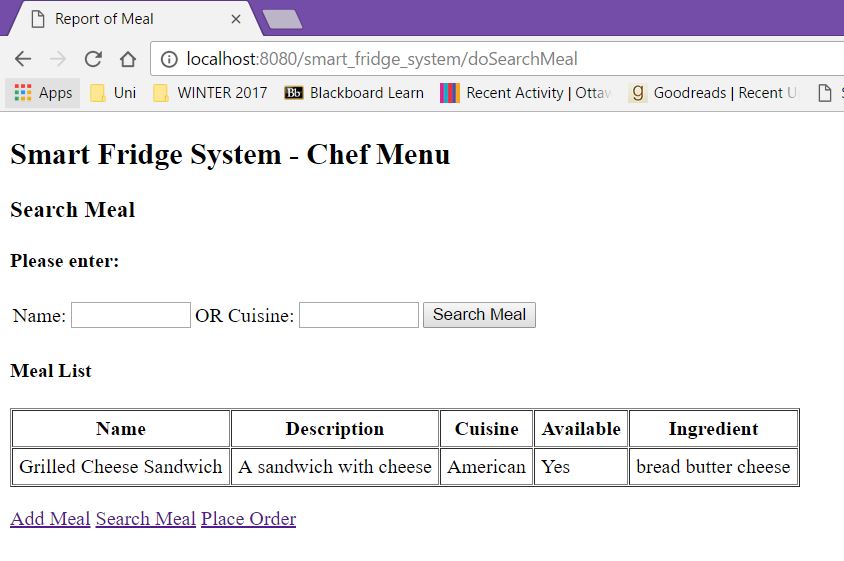 Report of Meal
localhost:8080/smart_fridge_system/doSearchMeal
Apps Uni WINTER 2017 Bb Blackboard Learn Recent Activity | Ottaw g Goodreads | Recent U
Smart Fridge System - Chef Menu
Search Meal
Please enter:
Name: OR Cuisine: Search Meal
Meal List
Name Description Cuisine Available Ingredient
Grilled Cheese Sandwich A sandwich with cheese American Yes bread butter cheese
Add Meal Search Meal Place Order